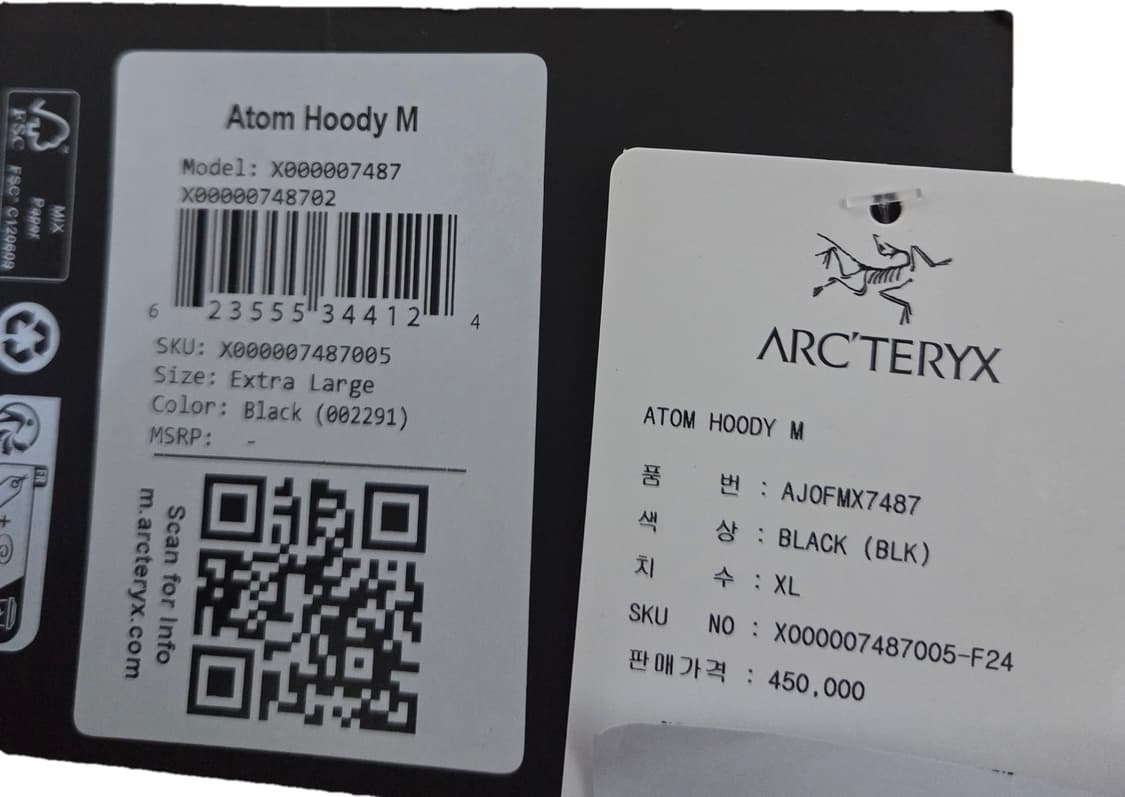 Atom Hoody M
Model: X000007487
X00000748702
6 23555 34412 4
SKU: X000007487005
Size: Extra Large
Color: Black (002291)
MSRP: -
Scan for Info
m.arcteryx.com
FSC
FSC® C120609
MIX
Paper
ARC'TERYX
ATOM HOODY M
품 번 : AJOFMX7487
색 상 : BLACK (BLK)
치 수 : XL
SKU NO : X000007487005-F24
판매가격 : 450,000